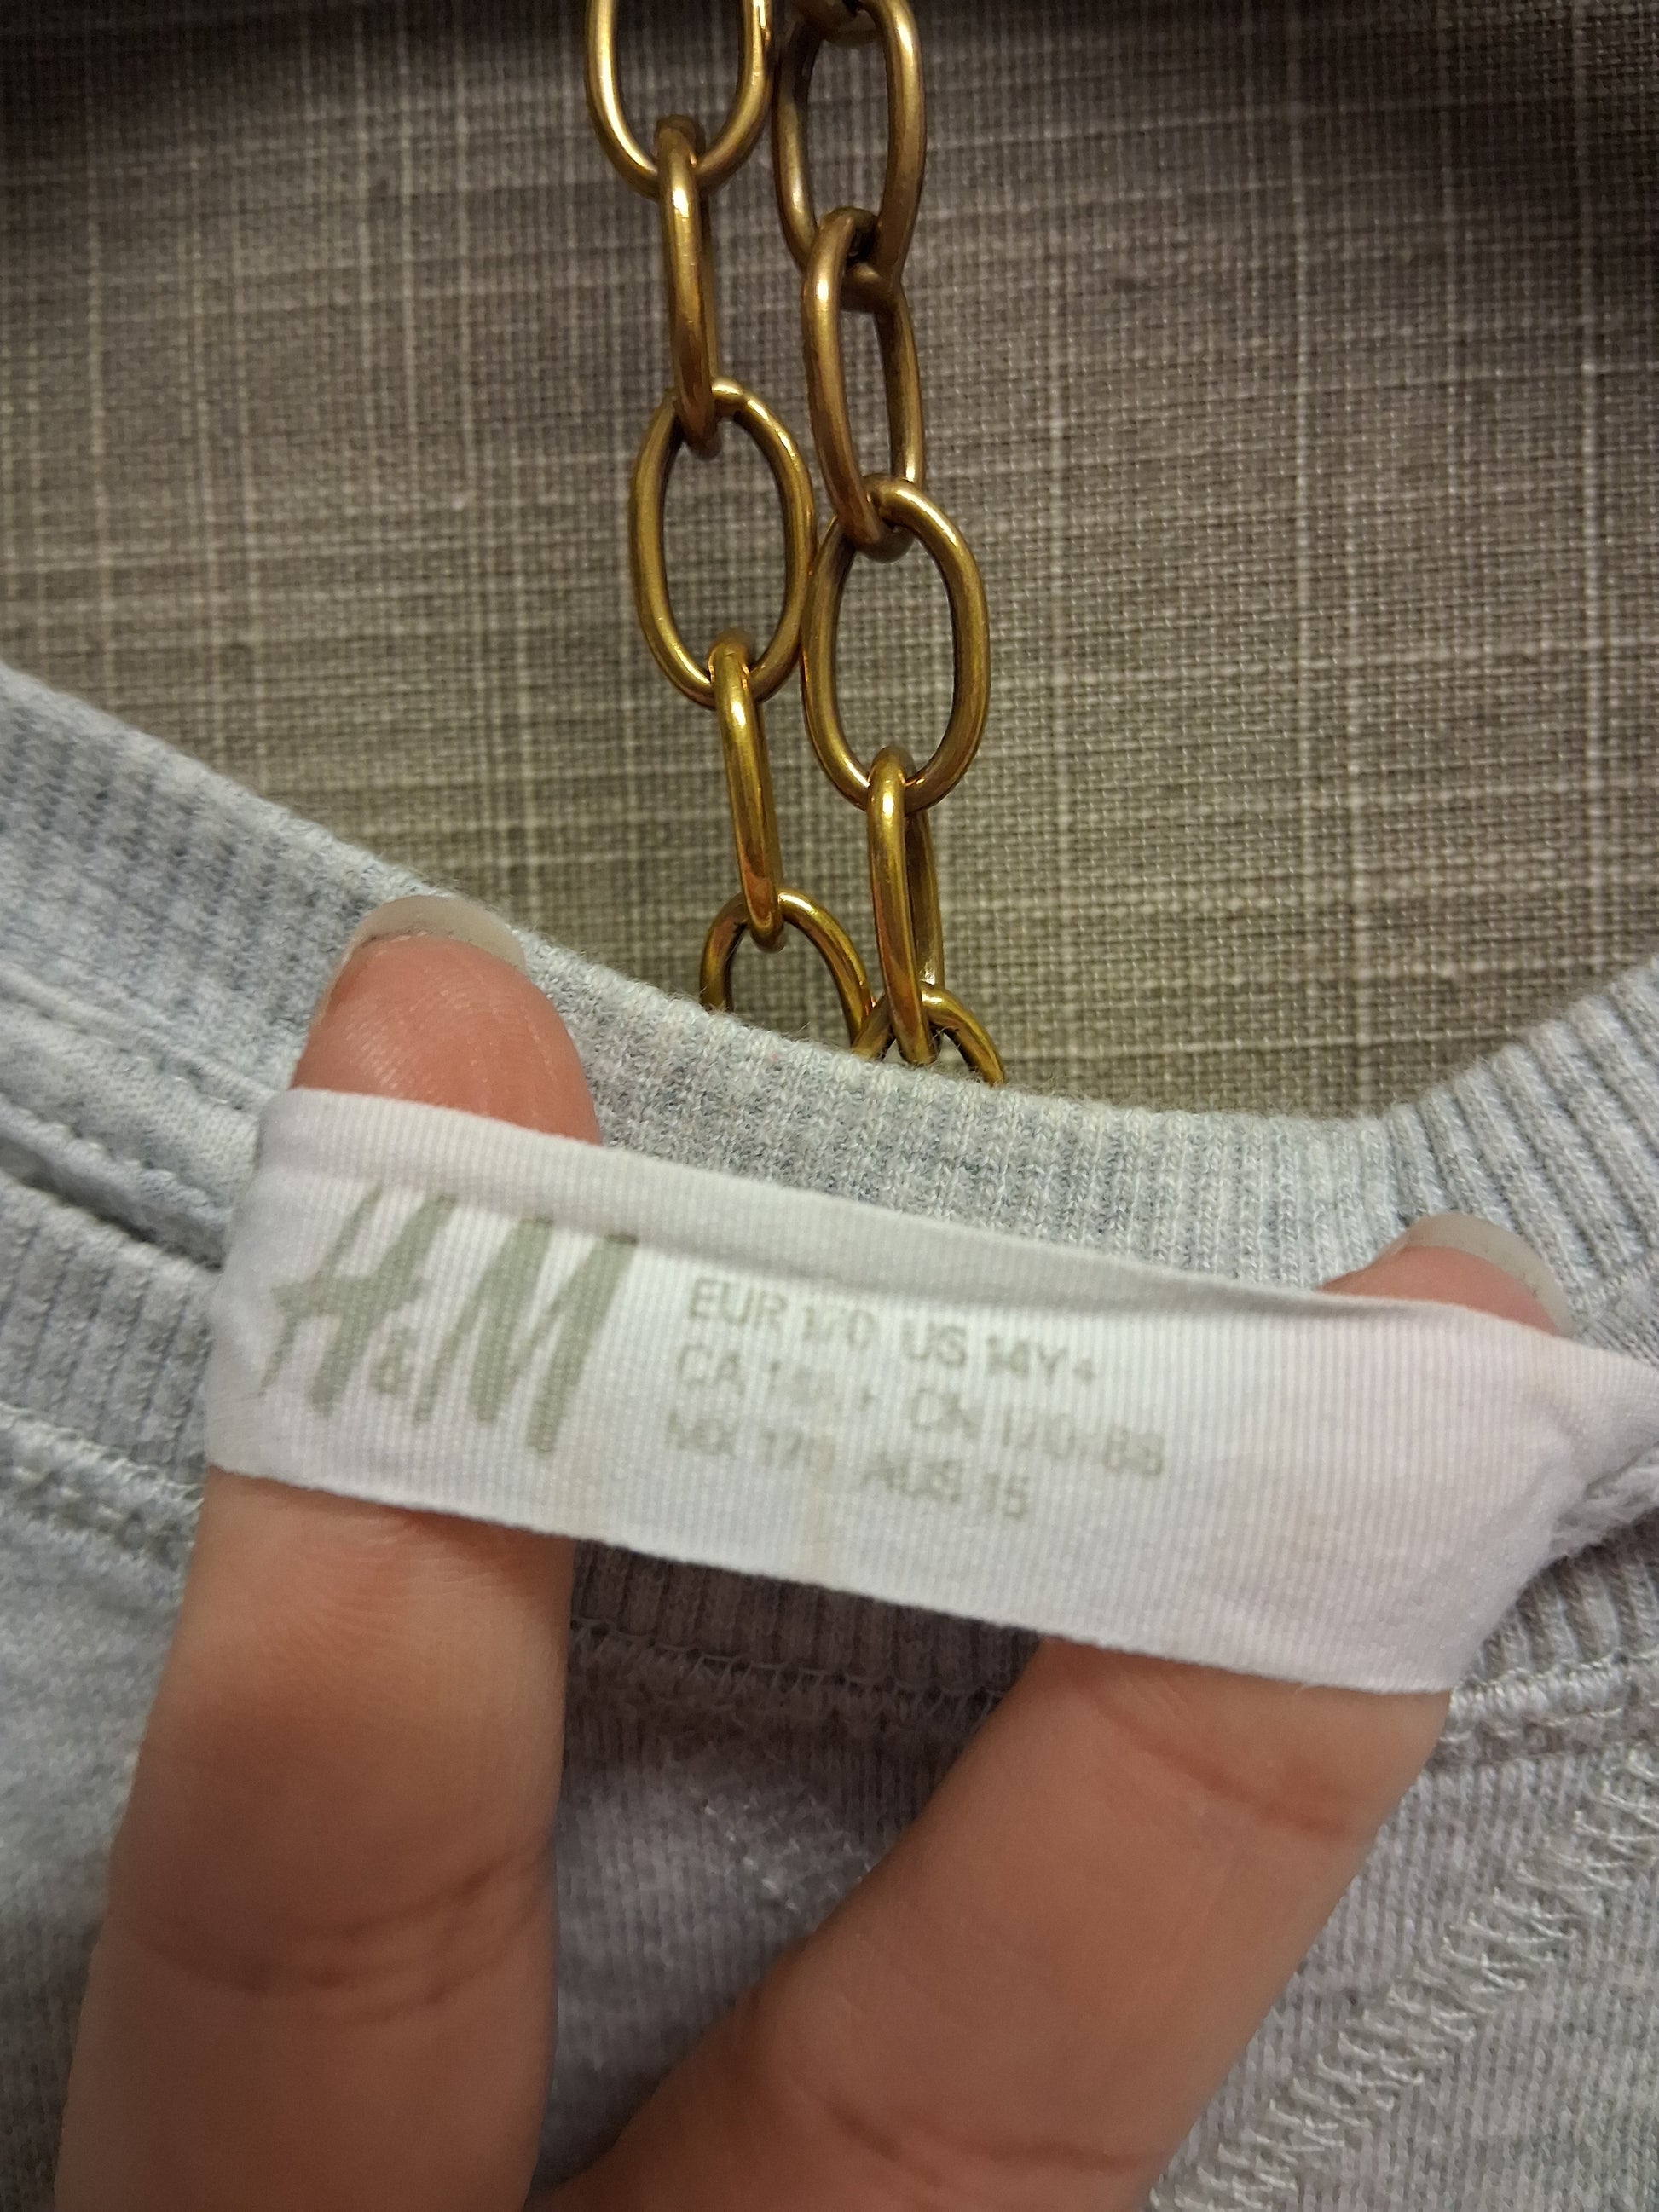 H&M
EUR 170 US 14Y+
CA CN 170/88
MX AUS 15